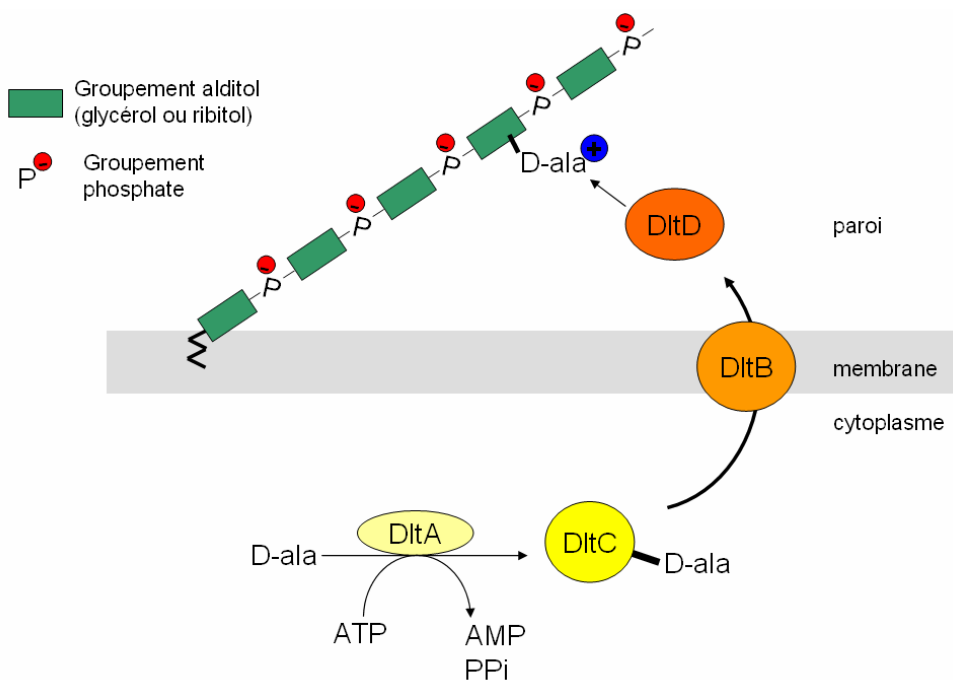 Groupement alditol
(glycérol ou ribitol)
P -
Groupement
phosphate
- P
- P
- P
- P
- P
- P
D-ala +
DltD
paroi
DltB
membrane
cytoplasme
DltA
D-ala
DltC
D-ala
ATP
AMP
PPi